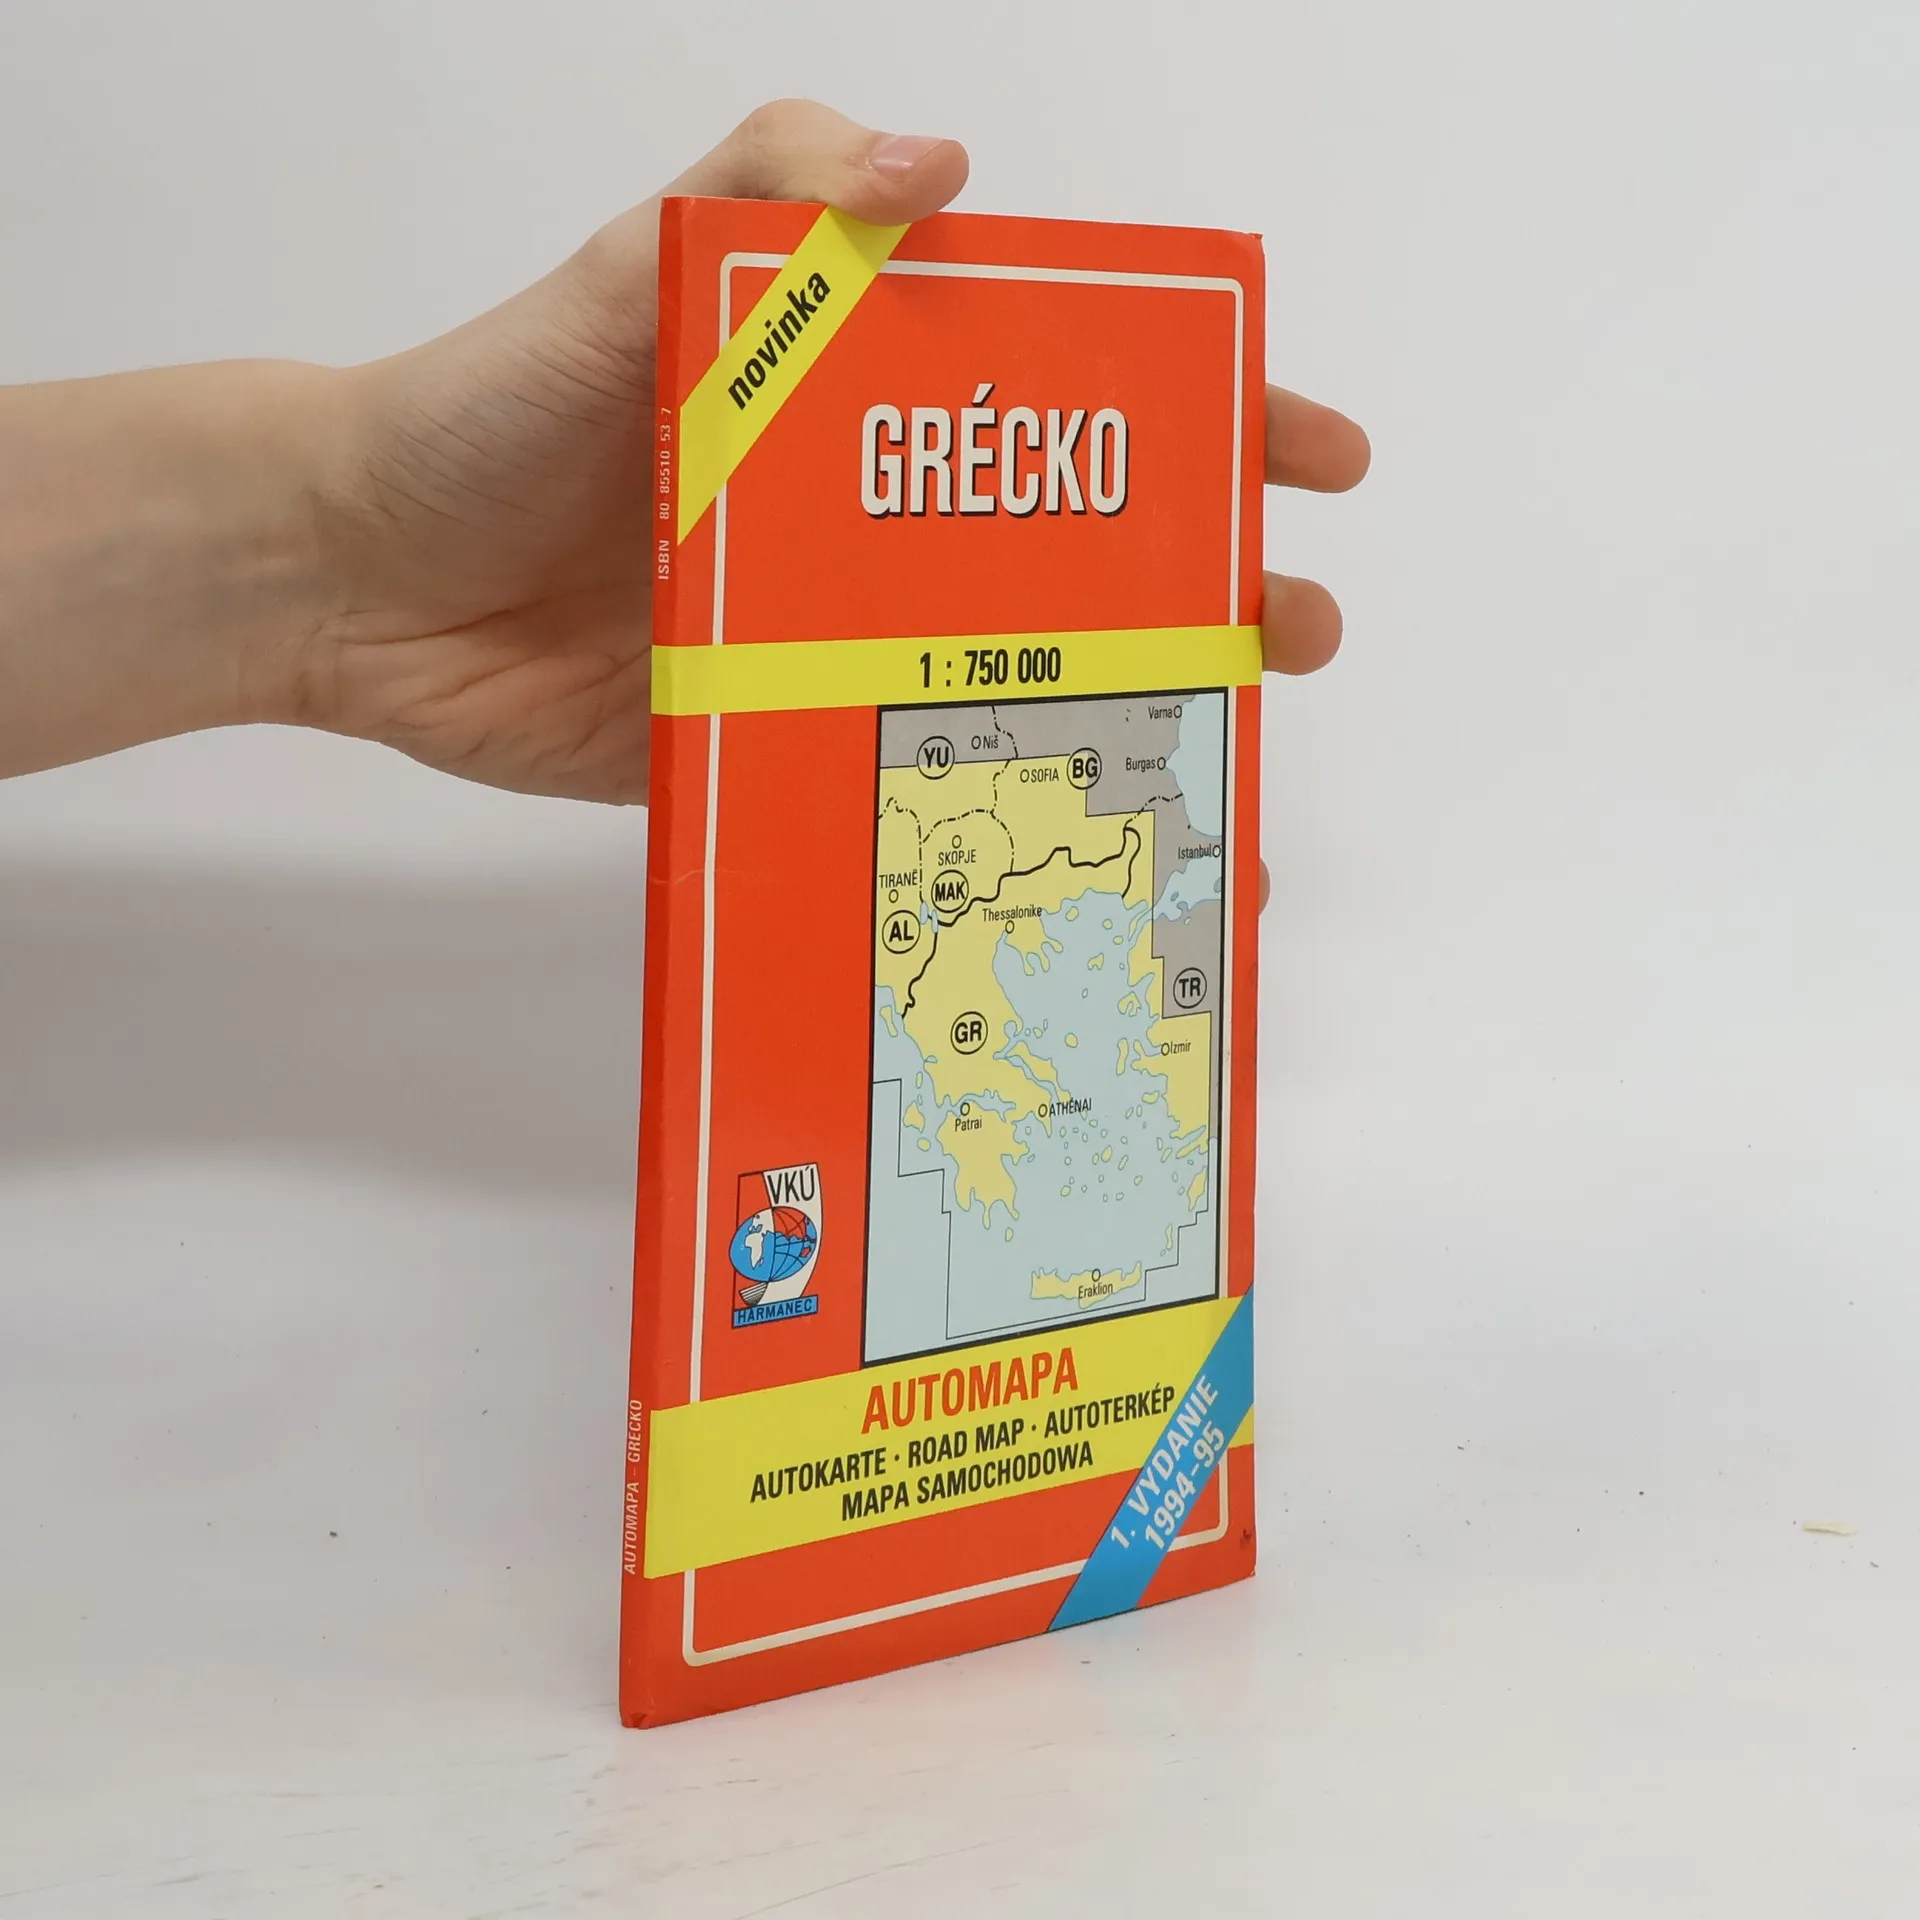 novinka
GRÉCKO
ISBN 80-85510-53-7
1 : 750 000
Varna
YU
Niš
SOFIA
BG
Burgas
SKOPJE
Istanbul
TIRANË
MAK
Thessalonike
AL
TR
GR
Izmir
Patrai
ATHÉNAI
VKÚ
HARMANEC
Eraklion
AUTOMAPA
AUTOKARTE · ROAD MAP · AUTOTERKÉP
MAPA SAMOCHODOWA
1. VYDANIE
1994-95
AUTOMAPA - GRÉCKO